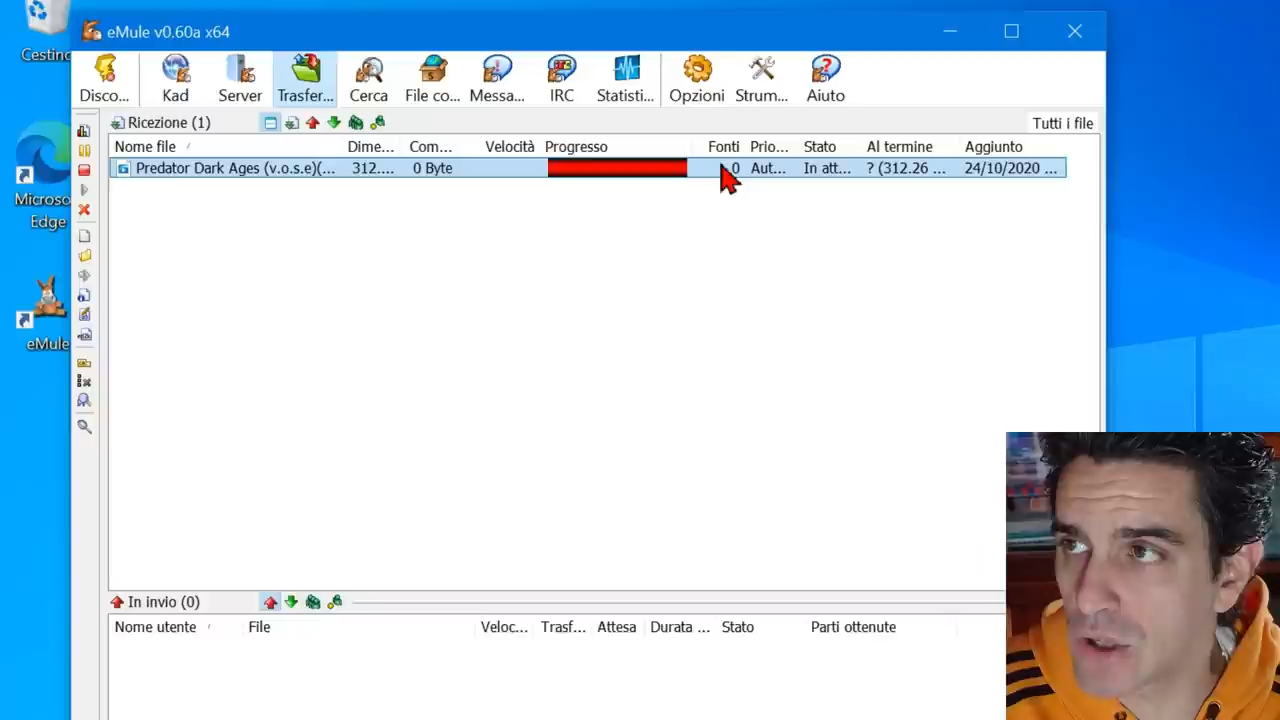 Cestino
eMule v0.60a x64
Disco... Kad Server Trasfer... Cerca File co... Messa... IRC Statisti... Opzioni Strum... Aiuto
Ricezione (1) Tutti i file
Nome file Dime... Com... Velocità Progresso Fonti Prio... Stato Al termine Aggiunto
Predator Dark Ages (v.o.s.e)(... 312.... 0 Byte 0 Aut... In att... ? (312.26 ... 24/10/2020 ...
Microso
Edge
eMule
In invio (0)
Nome utente File Veloc... Trasf... Attesa Durata ... Stato Parti ottenute